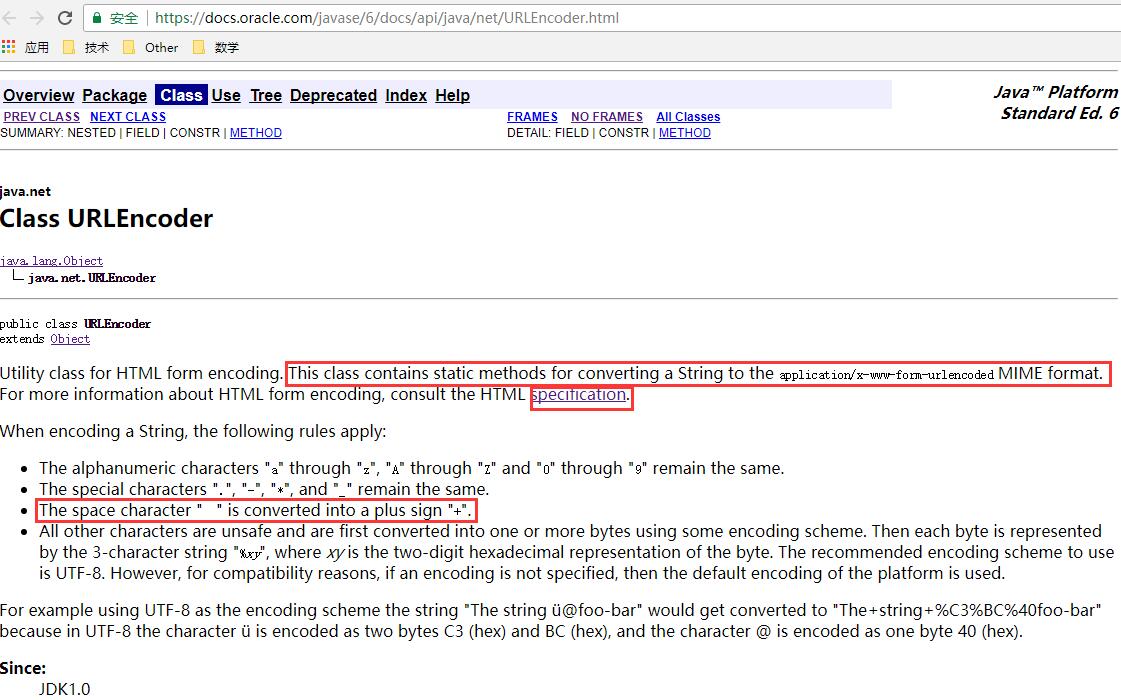 安全 | https://docs.oracle.com/javase/6/docs/api/java/net/URLEncoder.html
应用 技术 Other 数学
Overview Package Class Use Tree Deprecated Index Help
Java™ Platform
Standard Ed. 6
PREV CLASS NEXT CLASS
FRAMES NO FRAMES All Classes
SUMMARY: NESTED | FIELD | CONSTR | METHOD
DETAIL: FIELD | CONSTR | METHOD
java.net
Class URLEncoder
java.lang.Object
java.net.URLEncoder
public class URLEncoder
extends Object
Utility class for HTML form encoding. This class contains static methods for converting a String to the application/x-www-form-urlencoded MIME format.
For more information about HTML form encoding, consult the HTML specification.
When encoding a String, the following rules apply:
• The alphanumeric characters "a" through "z", "A" through "Z" and "0" through "9" remain the same.
• The special characters ".", "-", "*", and "_" remain the same.
• The space character " " is converted into a plus sign "+".
• All other characters are unsafe and are first converted into one or more bytes using some encoding scheme. Then each byte is represented
by the 3-character string "%xy", where xy is the two-digit hexadecimal representation of the byte. The recommended encoding scheme to use
is UTF-8. However, for compatibility reasons, if an encoding is not specified, then the default encoding of the platform is used.
For example using UTF-8 as the encoding scheme the string "The string ü@foo-bar" would get converted to "The+string+%C3%BC%40foo-bar"
because in UTF-8 the character ü is encoded as two bytes C3 (hex) and BC (hex), and the character @ is encoded as one byte 40 (hex).
Since:
JDK1.0